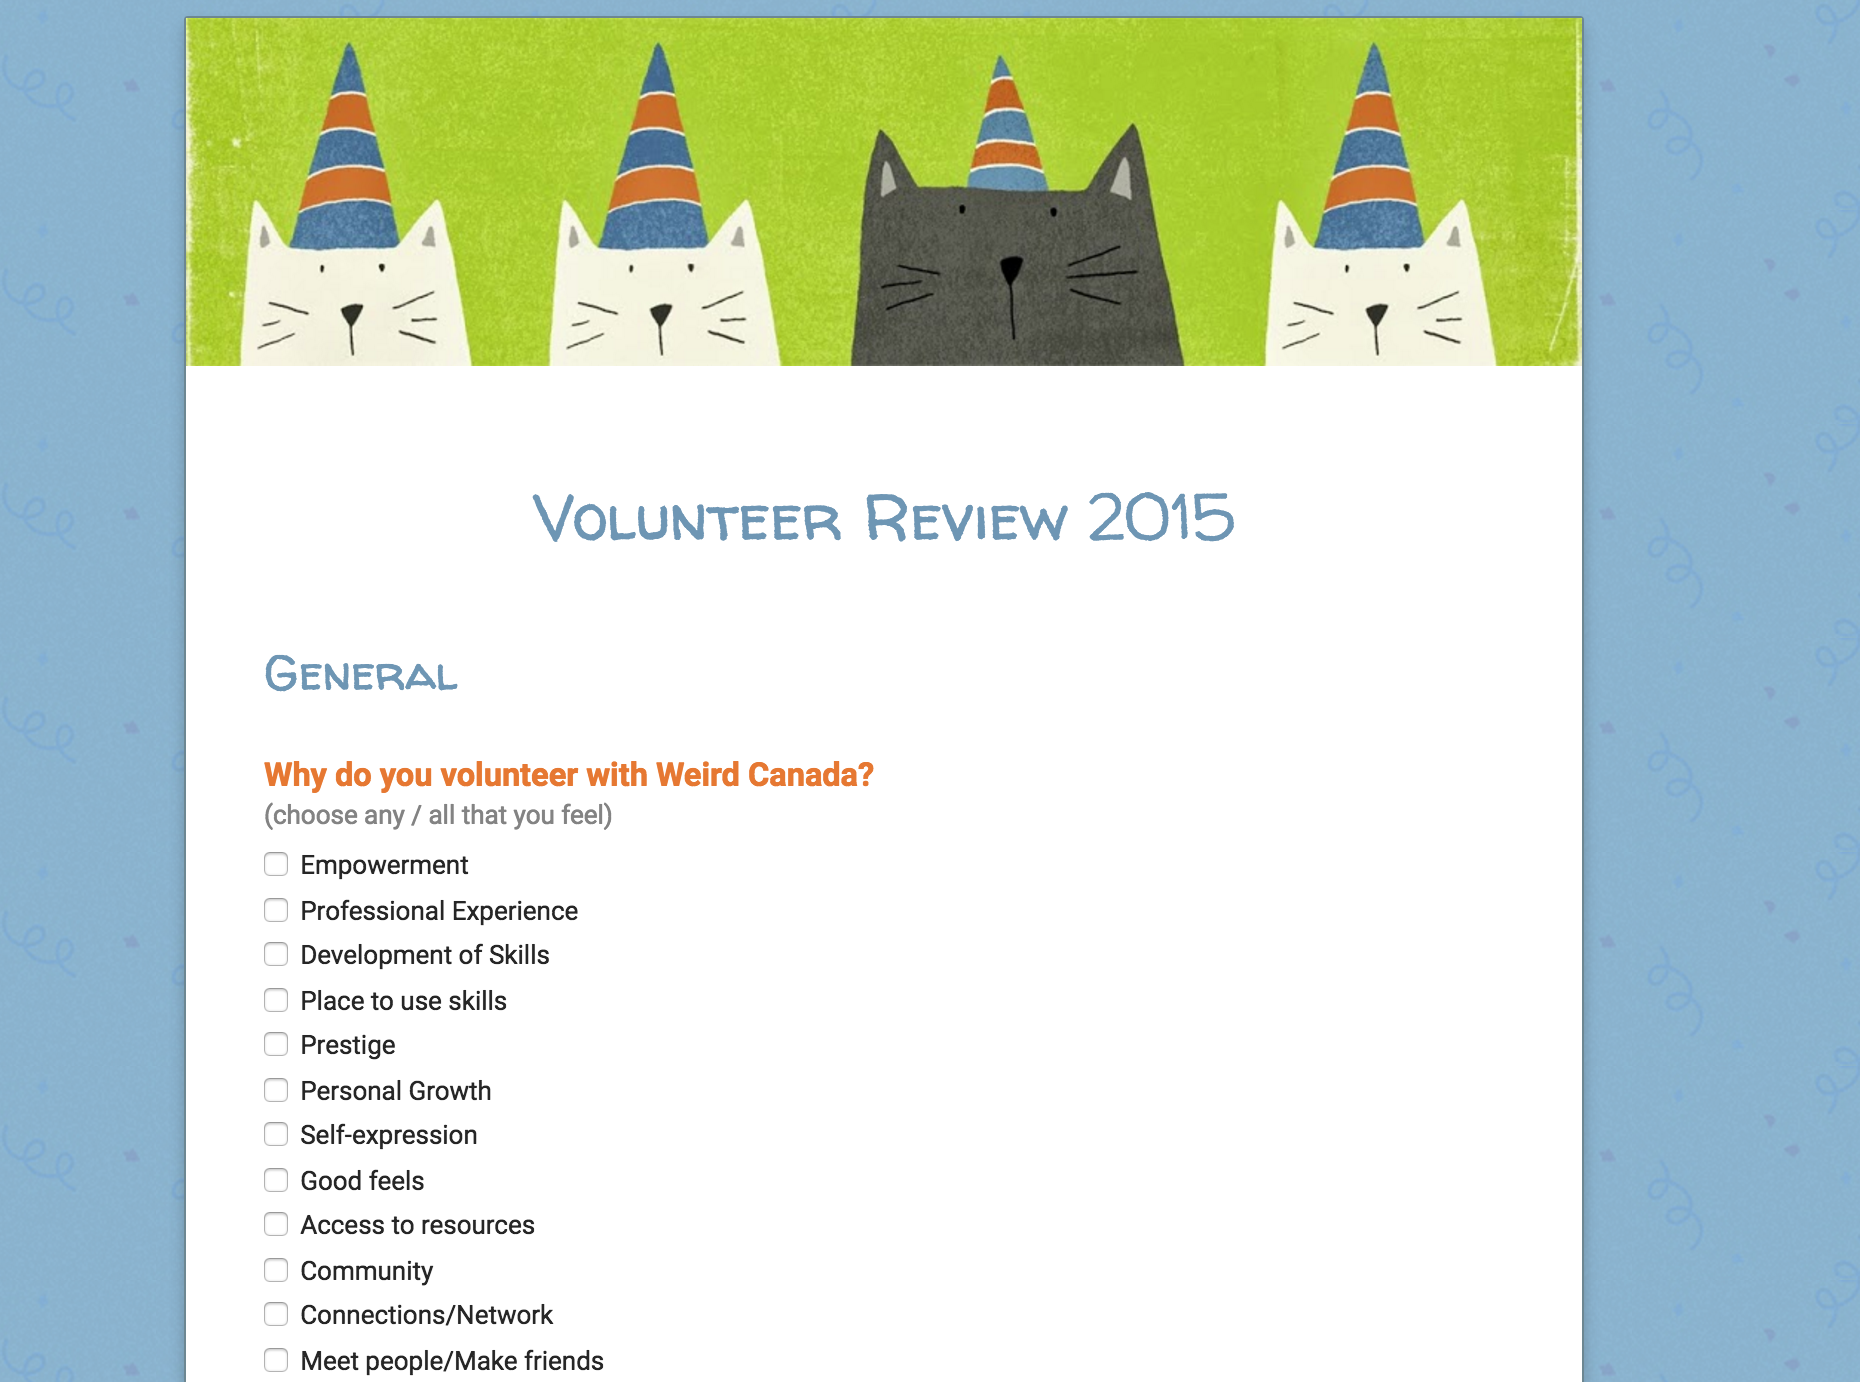 Volunteer Review 2015
General
Why do you volunteer with Weird Canada?
(choose any / all that you feel)
Empowerment
Professional Experience
Development of Skills
Place to use skills
Prestige
Personal Growth
Self-expression
Good feels
Access to resources
Community
Connections/Network
Meet people/Make friends